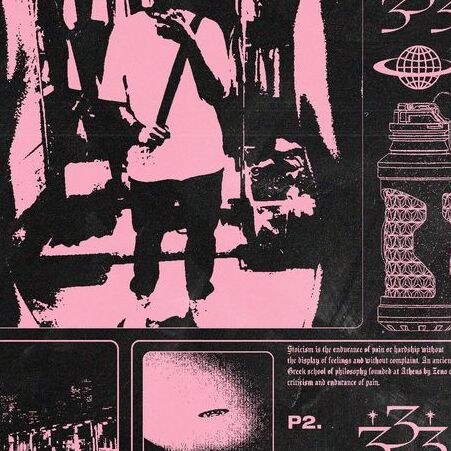 333
Stoicism is the endurance of pain or hardship without
the display of feelings and without complaint. An ancien
Greek school of philosophy founded at Athens by Zeno
criticism and endurance of pain.
P2.
333